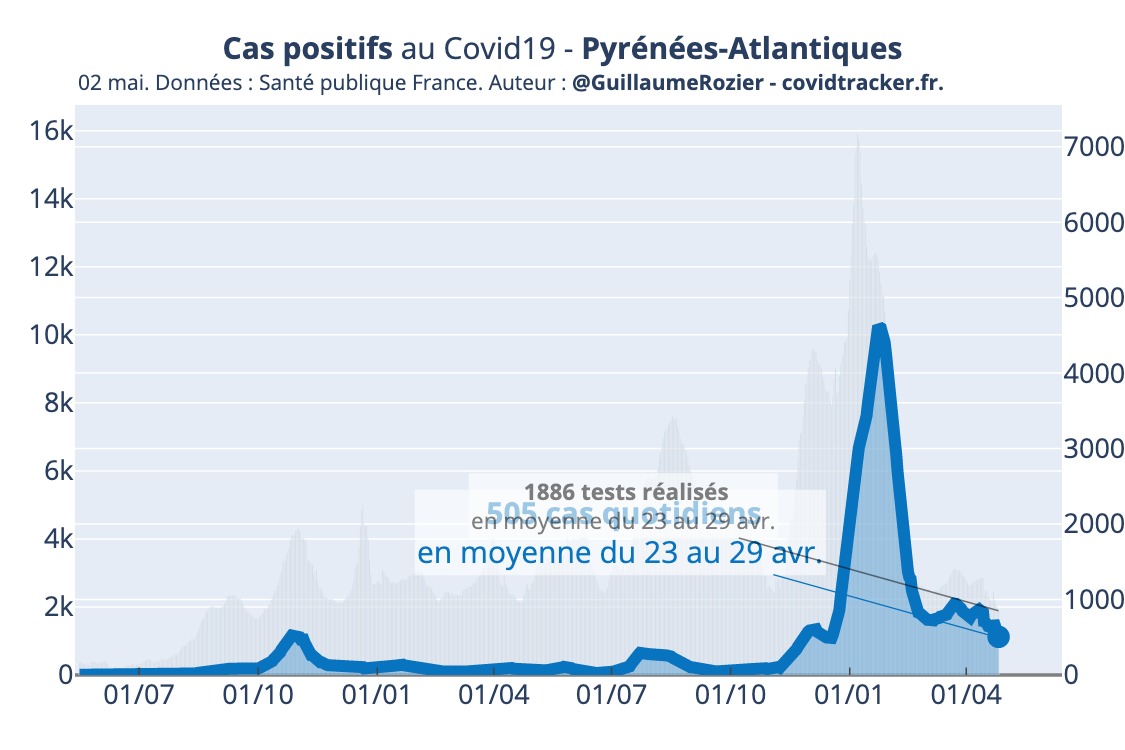 Cas positifs au Covid19 - Pyrénées-Atlantiques
02 mai. Données : Santé publique France. Auteur : @GuillaumeRozier - covidtracker.fr.
16k
14k
12k
10k
8k
6k
4k
2k
0
7000
6000
5000
4000
3000
2000
1000
0
1886 tests réalisés
505 cas quotidiens
en moyenne du 23 au 29 avr.
en moyenne du 23 au 29 avr.
01/07 01/10 01/01 01/04 01/07 01/10 01/01 01/04